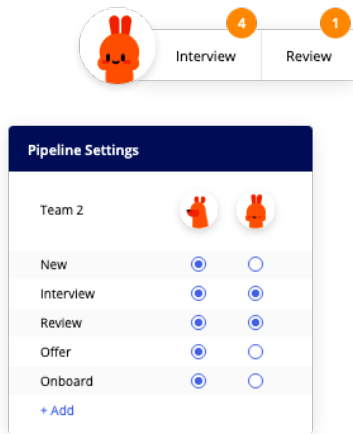 4
1
Interview
Review
Pipeline Settings
Team 2
New
Interview
Review
Offer
Onboard
+ Add